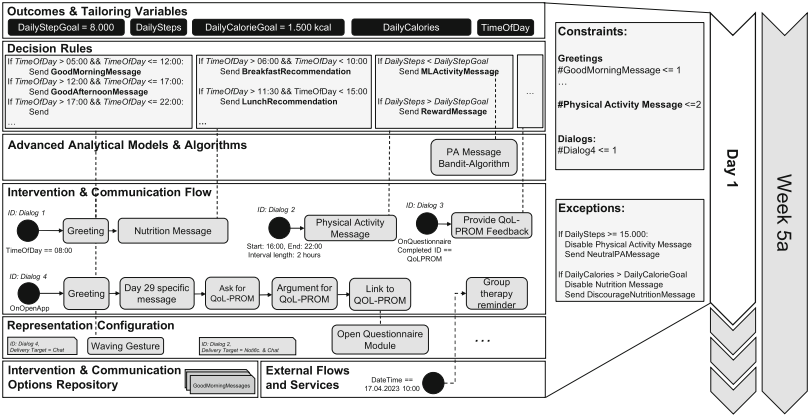 Outcomes & Tailoring Variables
DailyStepGoal = 8.000
DailySteps
DailyCalorieGoal = 1.500 kcal
DailyCalories
TimeOfDay
Decision Rules
If TimeOfDay > 05:00 && TimeOfDay <= 12:00:
Send GoodMorningMessage
If TimeOfDay > 12:00 && TimeOfDay <= 17:00:
Send GoodAfternoonMessage
If TimeOfDay > 17:00 && TimeOfDay <= 22:00:
Send
...
If TimeOfDay > 06:00 && TimeOfDay < 10:00
Send BreakfastRecommendation
If TimeOfDay > 11:30 && TimeOfDay < 15:00
Send LunchRecommendation
...
If DailySteps < DailyStepGoal
Send MLActivityMessage
If DailySteps > DailyStepGoal
Send RewardMessage
...
Advanced Analytical Models & Algorithms
PA Message
Bandit-Algorithm
Intervention & Communication Flow
ID: Dialog 1
TimeOfDay == 08:00
Greeting
Nutrition Message
ID: Dialog 2
Start: 16:00, End: 22:00
Interval length: 2 hours
Physical Activity
Message
ID: Dialog 3
OnQuestionnaire
Completed ID ==
QoLPROM
Provide QoL-
PROM Feedback
ID: Dialog 4
OnOpenApp
Greeting
Day 29 specific
message
Ask for
QoL-PROM
Argument for
QoL-PROM
Link to
QOL-PROM
Group
therapy
reminder
Representation Configuration
ID: Dialog 4,
Delivery Target = Chat
Waving Gesture
ID: Dialog 2,
Delivery Target = Notific. & Chat
Open Questionnaire
Module
...
Intervention & Communication
Options Repository
GoodMorningMessages
External Flows
and Services
DateTime ==
17.04.2023 10:00
Constraints:
Greetings
#GoodMorningMessage <= 1
...
#Physical Activity Message <=2
Dialogs:
#Dialog4 <= 1
Exceptions:
If DailySteps >= 15.000:
Disable Physical Activity Message
Send NeutralPAMessage
If DailyCalories > DailyCalorieGoal
Disable Nutrition Message
Send DiscourageNutritionMessage
Day 1
Week 5a